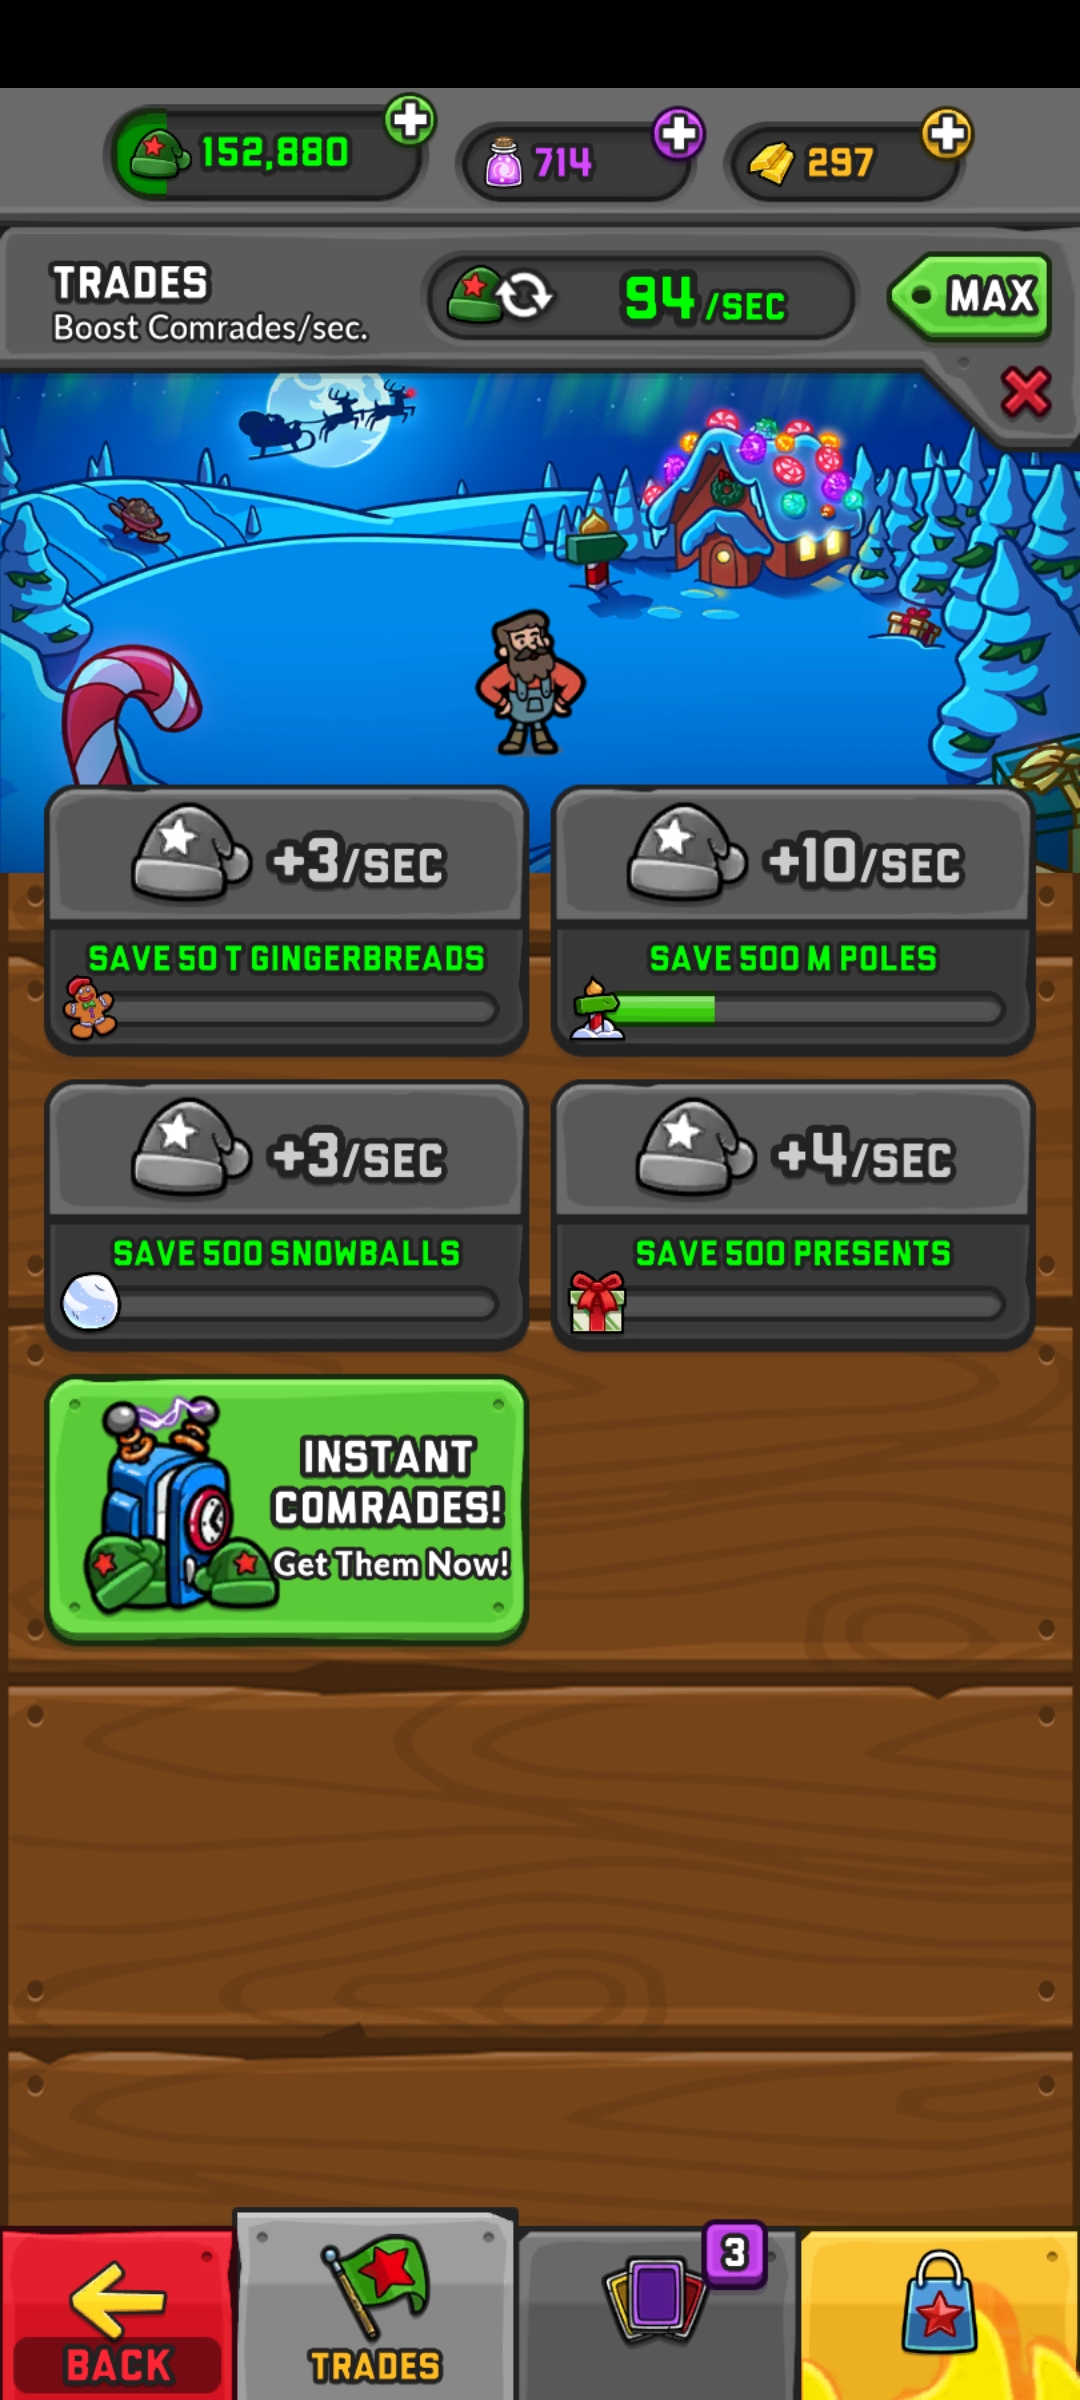 152,880
714
297
TRADES
Boost Comrades/sec.
94/SEC
MAX
+3/SEC
SAVE 50 T GINGERBREADS
+10/SEC
SAVE 500 M POLES
+3/SEC
SAVE 500 SNOWBALLS
+4/SEC
SAVE 500 PRESENTS
INSTANT
COMRADES!
Get Them Now!
BACK
TRADES
3